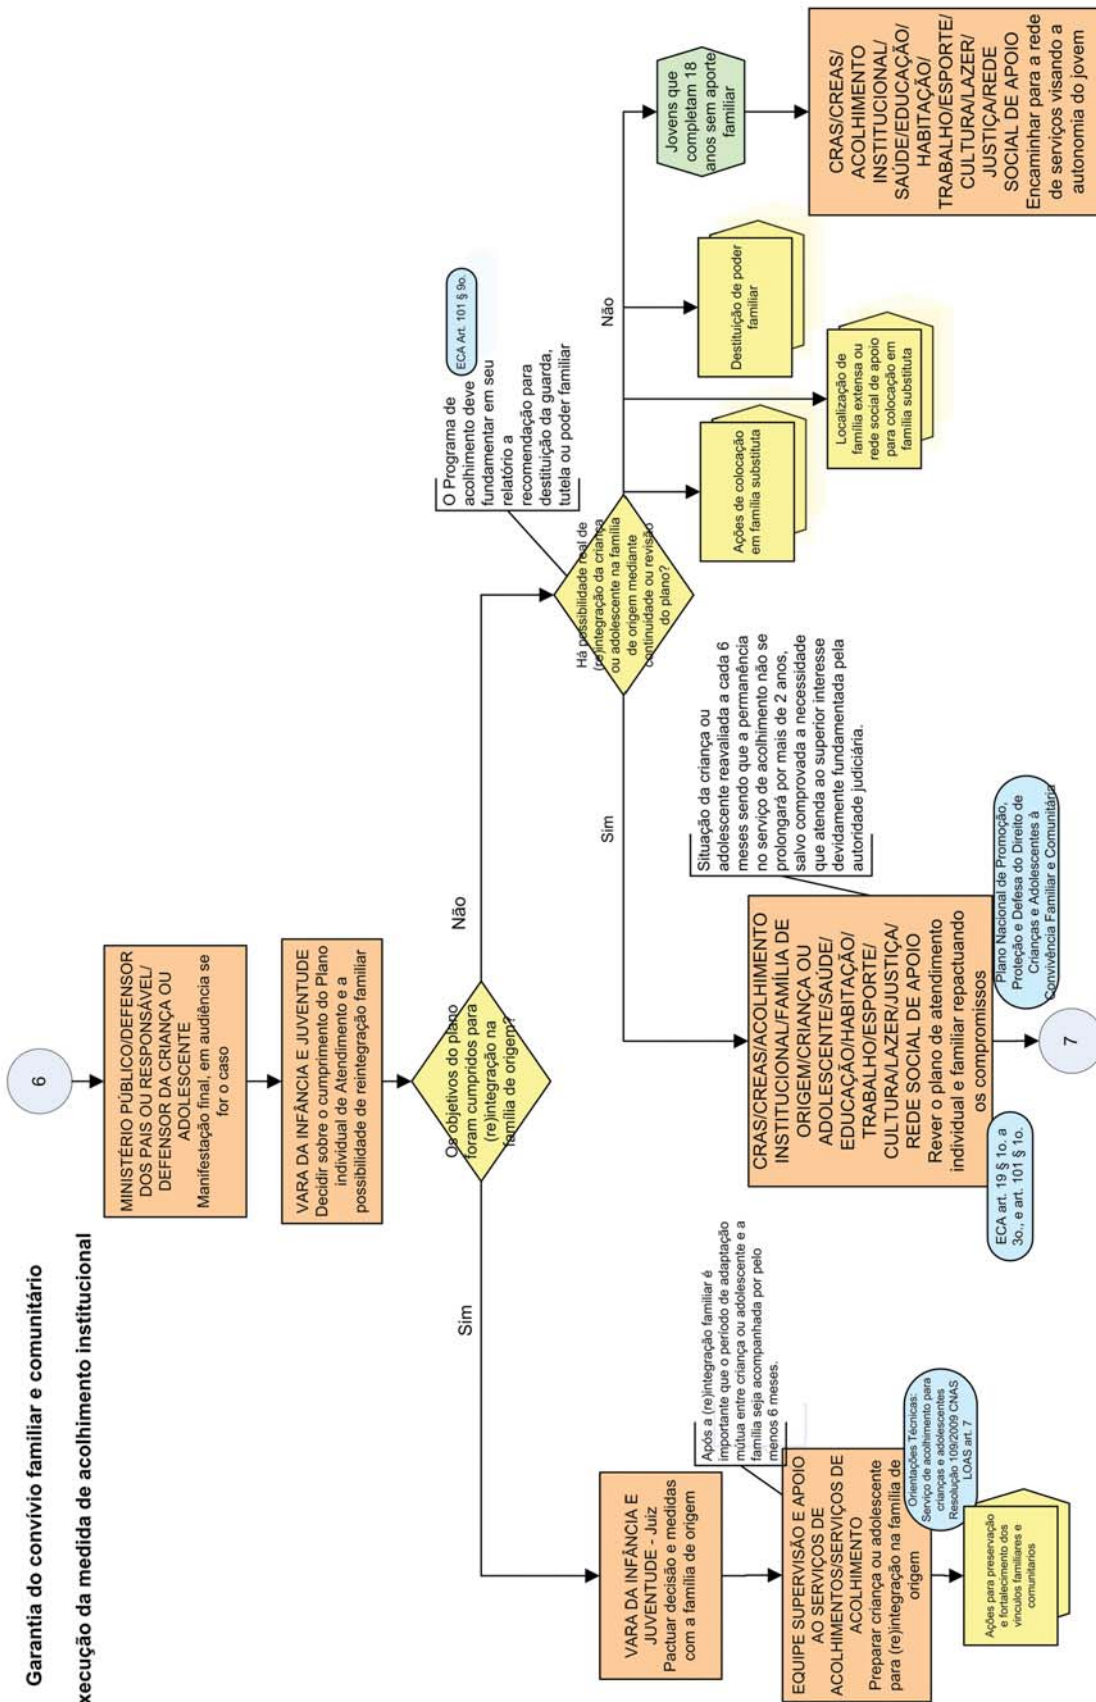 Garantia do convívio familiar e comunitário
xecução da medida de acolhimento institucional
6
MINISTÉRIO PÚBLICO/DEFENSOR
DOS PAIS OU RESPONSÁVEL/
DEFENSOR DA CRIANÇA OU
ADOLESCENTE
Manifestação final, em audiência se
for o caso
VARA DA INFÂNCIA E JUVENTUDE
Decidir sobre o cumprimento do Plano
individual de Atendimento e a
possibilidade de reintegração familiar
Os objetivos do plano
foram cumpridos para
(re)integração na
família de origem?
Sim
Não
VARA DA INFÂNCIA E
JUVENTUDE - Juiz
Pactuar decisão e medidas
com a família de origem
Após a (re)integração familiar é
importante que o período de adaptação
mútua entre criança ou adolescente e a
família seja acompanhada por pelo
menos 6 meses.
EQUIPE SUPERVISÃO E APOIO
AO SERVIÇOS DE
ACOLHIMENTOS/SERVIÇOS DE
ACOLHIMENTO
Preparar criança ou adolescente
para (re)integração na família de
origem
Orientações Técnicas:
Serviço de acolhimento para
crianças e adolescentes
Resolução 109/2009 CNAS
LOAS art. 7
Ações para preservação
e fortalecimento dos
vínculos familiares e
comunitarios
Há possibilidade real de
(re)integração da criança
ou adolescente na família
de origem mediante
continuidade ou revisão
do plano?
O Programa de
acolhimento deve
fundamentar em seu
relatório a
recomendação para
destituição da guarda,
tutela ou poder familiar
ECA Art. 101 § 9o.
Sim
Não
Situação da criança ou
adolescente reavaliada a cada 6
meses sendo que a permanência
no serviço de acolhimento não se
prolongará por mais de 2 anos,
salvo comprovada a necessidade
que atenda ao superior interesse
devidamente fundamentada pela
autoridade judiciária.
CRAS/CREAS/ACOLHIMENTO
INSTITUCIONAL/FAMÍLIA DE
ORIGEM/CRIANÇA OU
ADOLESCENTE/SAÚDE/
EDUCAÇÃO/HABITAÇÃO/
TRABALHO/ESPORTE/
CULTURA/LAZER/JUSTIÇA/
REDE SOCIAL DE APOIO
Rever o plano de atendimento
individual e familiar repactuando
os compromissos
ECA art. 19 § 1o. a
3o., e art. 101 § 1o.
Plano Nacional de Promoção,
Proteção e Defesa do Direito de
Crianças e Adolescentes à
Convivência Familiar e Comunitária
7
Ações de colocação
em família substituta
Localização de
família extensa ou
rede social de apoio
para colocação em
família substituta
Destituição de poder
familiar
Jovens que
completam 18
anos sem aporte
familiar
CRAS/CREAS/
ACOLHIMENTO
INSTITUCIONAL/
SAÚDE/EDUCAÇÃO/
HABITAÇÃO/
TRABALHO/ESPORTE/
CULTURA/LAZER/
JUSTIÇA/REDE
SOCIAL DE APOIO
Encaminhar para a rede
de serviços visando a
autonomia do jovem